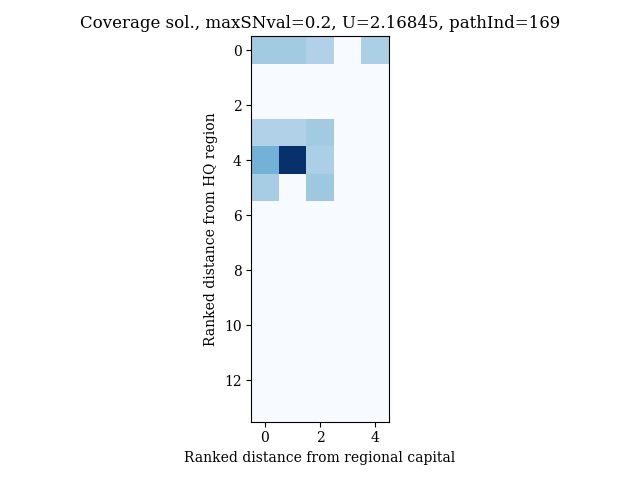 Coverage sol., maxSNval=0.2, U=2.16845, pathInd=169
Ranked distance from HQ region
0
2
4
6
8
10
12
0 2 4
Ranked distance from regional capital